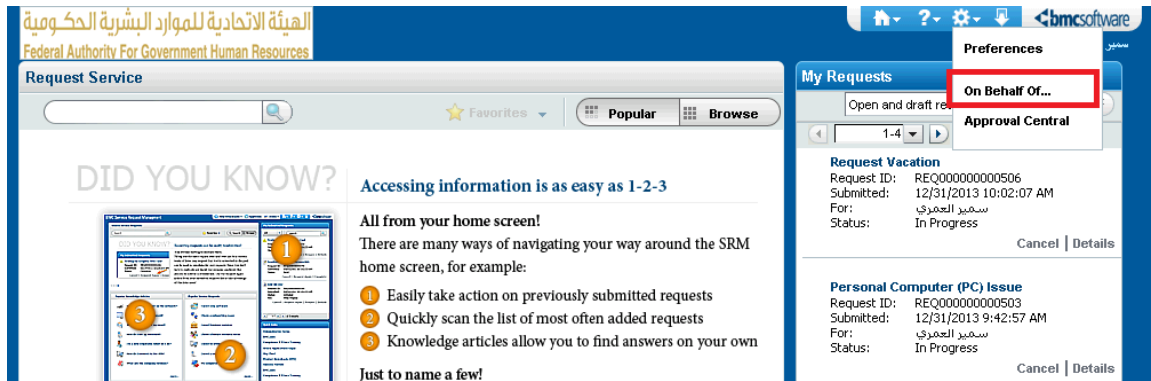 الهيئة الاتحادية للموارد البشرية الحكومية
Federal Authority For Government Human Resources
bmcsoftware
سمير
Preferences
On Behalf Of...
Approval Central
Request Service
Favorites
Popular
Browse
DID YOU KNOW?
Accessing information is as easy as 1-2-3
All from your home screen!
There are many ways of navigating your way around the SRM
home screen, for example:
1 Easily take action on previously submitted requests
2 Quickly scan the list of most often added requests
3 Knowledge articles allow you to find answers on your own
Just to name a few!
1
3
2
My Requests
Open and draft re
1-4
Request Vacation
Request ID: REQ000000000506
Submitted: 12/31/2013 10:02:07 AM
For: سمير العمري
Status: In Progress
Cancel | Details
Personal Computer (PC) Issue
Request ID: REQ000000000503
Submitted: 12/31/2013 9:42:57 AM
For: سمير العمري
Status: In Progress
Cancel | Details